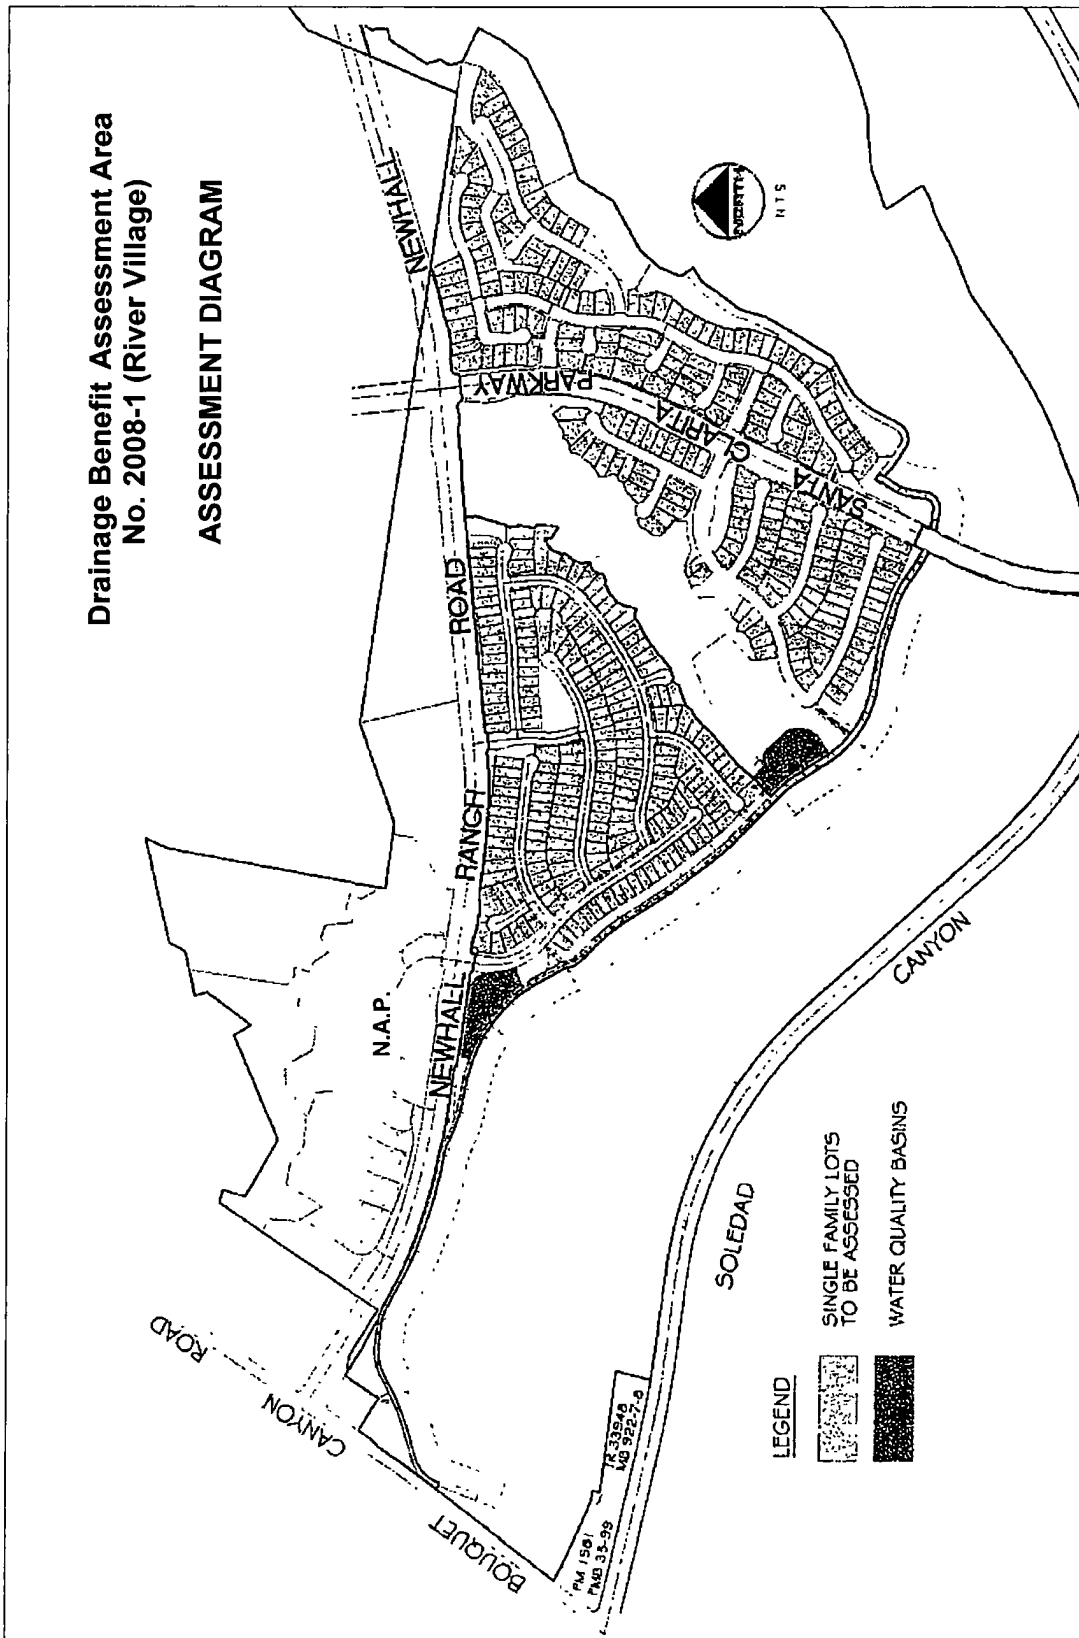 Drainage Benefit Assessment Area
No. 2008-1 (River Village)
ASSESSMENT DIAGRAM
BOUQUET
CANYON
ROAD
N.A.P.
NEWHALL
RANCH
ROAD
NEWHALL
SANTA
CLARITA
PARKWAY
NTS
SOLEDAD
CANYON
PM 1581
PMB 35-99
TR 33948
MB 922-7-8
LEGEND
SINGLE FAMILY LOTS
TO BE ASSESSED
WATER QUALITY BASINS